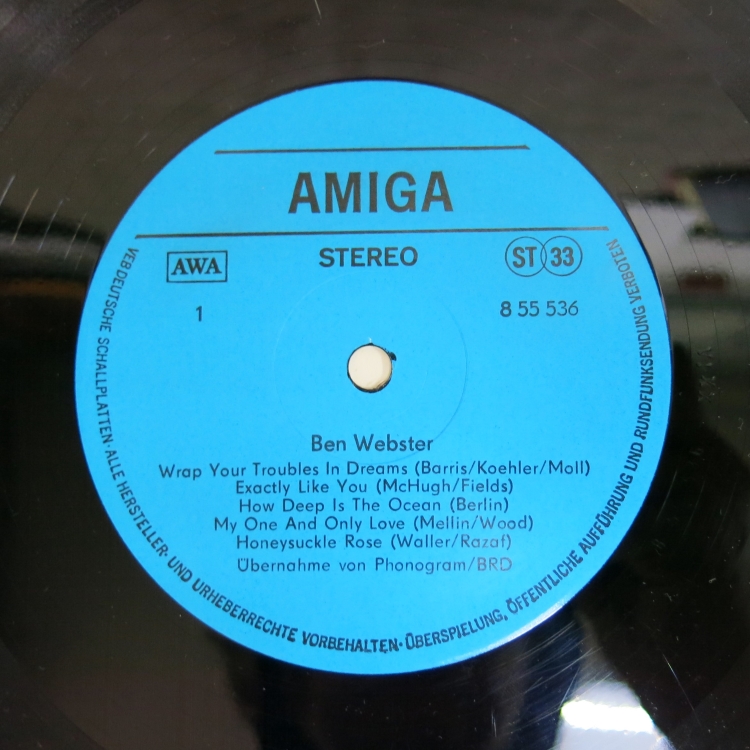 AMIGA
AWA
STEREO
ST 33
1
8 55 536
Ben Webster
Wrap Your Troubles In Dreams (Barris/Koehler/Moll)
Exactly Like You (McHugh/Fields)
How Deep Is The Ocean (Berlin)
My One And Only Love (Mellin/Wood)
Honeysuckle Rose (Waller/Razaf)
Übernahme von Phonogram/BRD
VEB DEUTSCHE SCHALLPLATTEN · ALLE HERSTELLER- UND URHEBERRECHTE VORBEHALTEN · ÜBERSPIELUNG, ÖFFENTLICHE AUFFÜHRUNG UND RUNDFUNKSENDUNG VERBOTEN